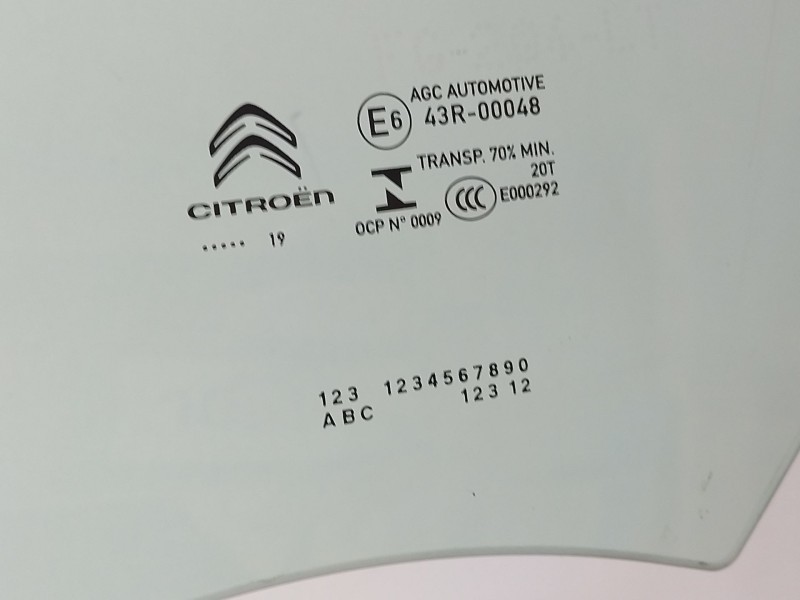 CITROËN
..... 19
E6
AGC AUTOMOTIVE
43R-00048
TRANSP. 70% MIN.
20T
CCC E000292
OCP N° 0009
123 1234567890
ABC 123 12